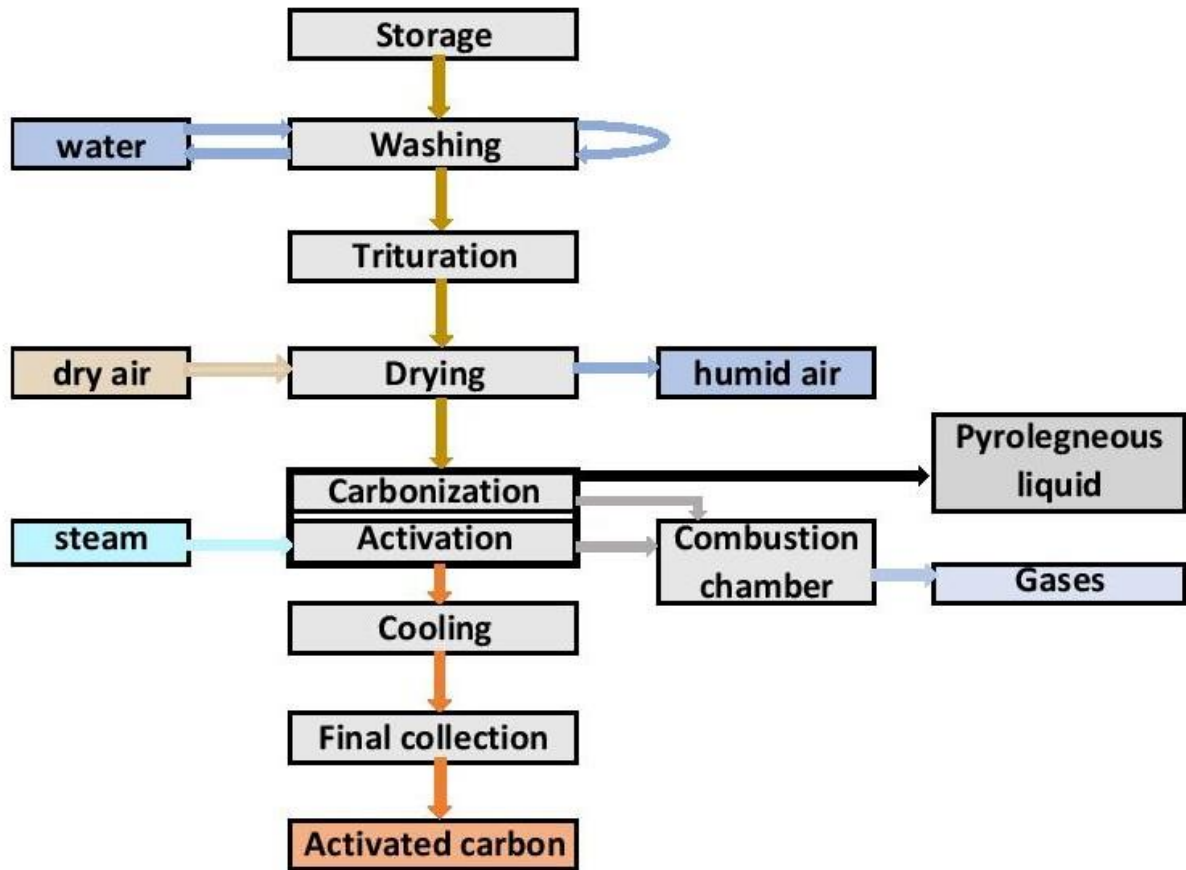 Storage
water
Washing
Trituration
dry air
Drying
humid air
Pyrolegneous
liquid
Carbonization
steam
Activation
Combustion
chamber
Gases
Cooling
Final collection
Activated carbon